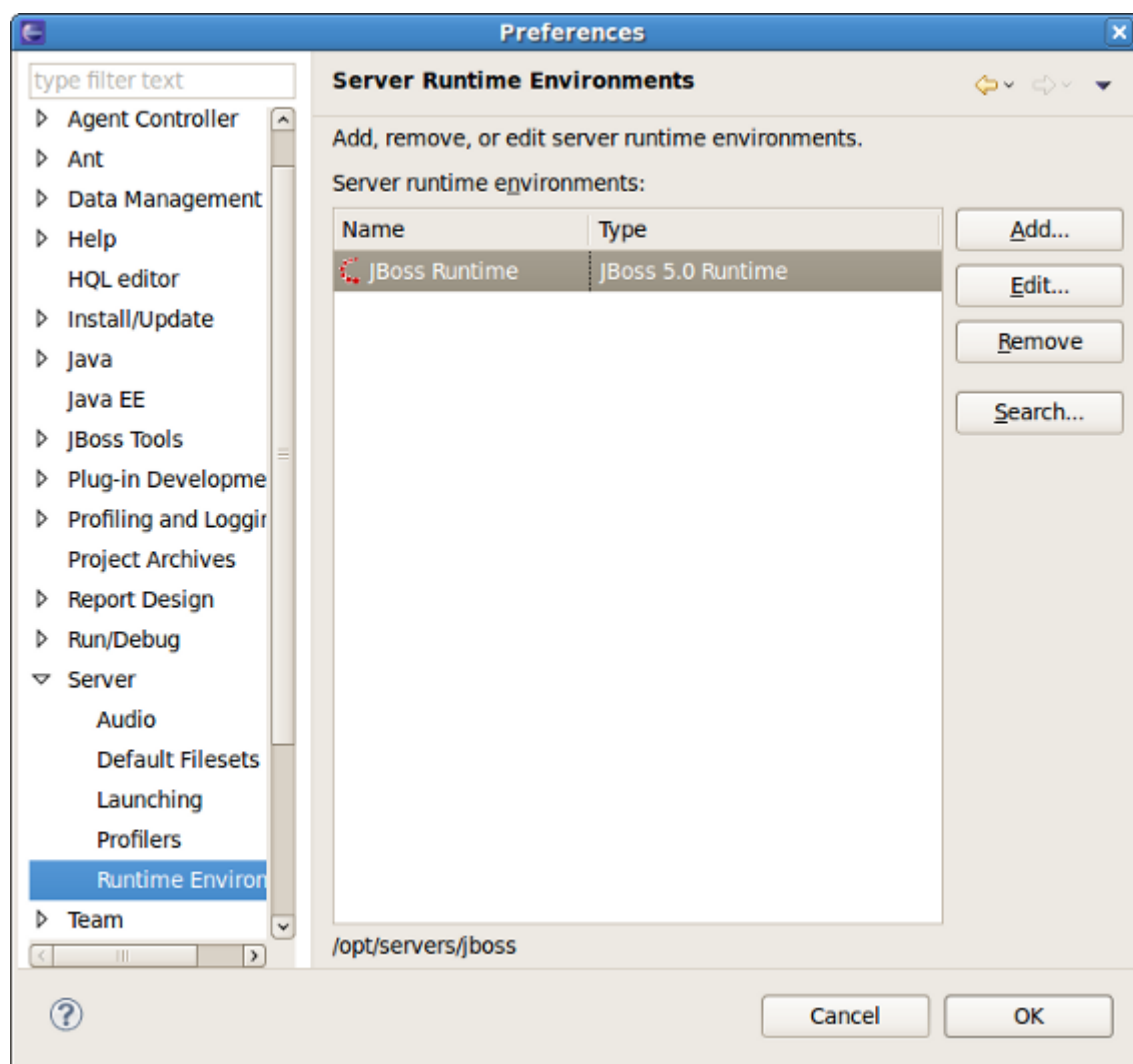 Preferences
type filter text
Agent Controller
Ant
Data Management
Help
HQL editor
Install/Update
Java
Java EE
JBoss Tools
Plug-in Developme
Profiling and Loggin
Project Archives
Report Design
Run/Debug
Server
Audio
Default Filesets
Launching
Profilers
Runtime Environ
Team
Server Runtime Environments
Add, remove, or edit server runtime environments.
Server runtime environments:
Name Type
JBoss Runtime JBoss 5.0 Runtime
/opt/servers/jboss
Add...
Edit...
Remove
Search...
Cancel OK